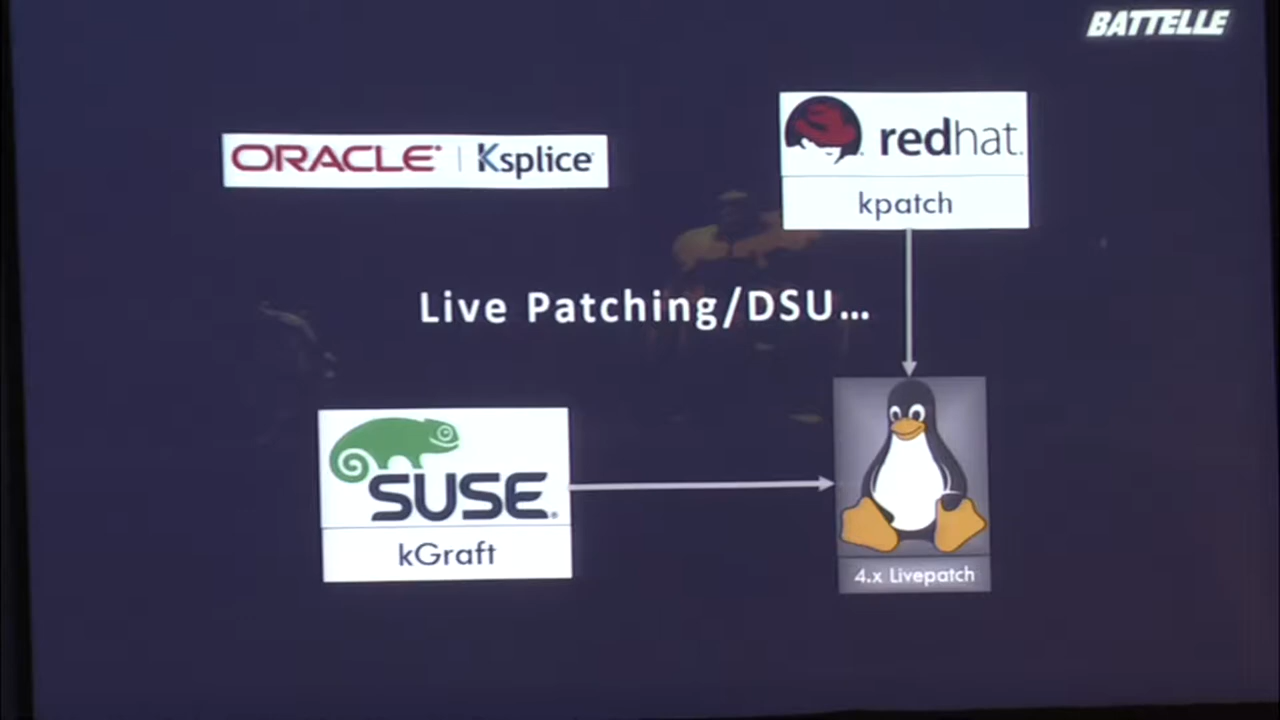 BATTELLE
ORACLE | Ksplice
redhat.
kpatch
Live Patching/DSU...
SUSE
kGraft
4.x Livepatch